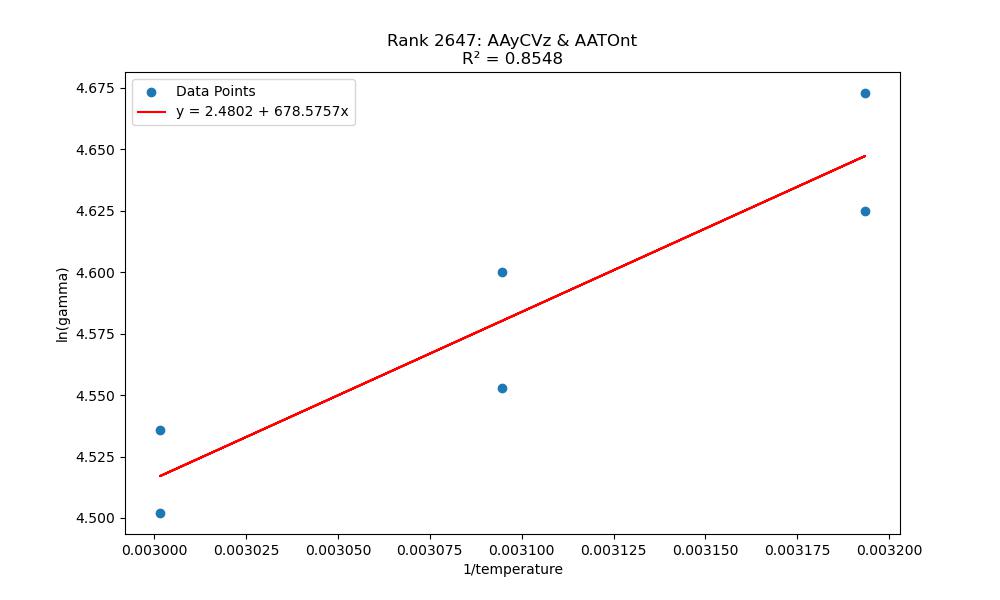 Rank 2647: AAyCVz & AATOnt
R² = 0.8548
Data Points
y = 2.4802 + 678.5757x
4.675
4.650
4.625
4.600
4.575
4.550
4.525
4.500
ln(gamma)
0.003000 0.003025 0.003050 0.003075 0.003100 0.003125 0.003150 0.003175 0.003200
1/temperature